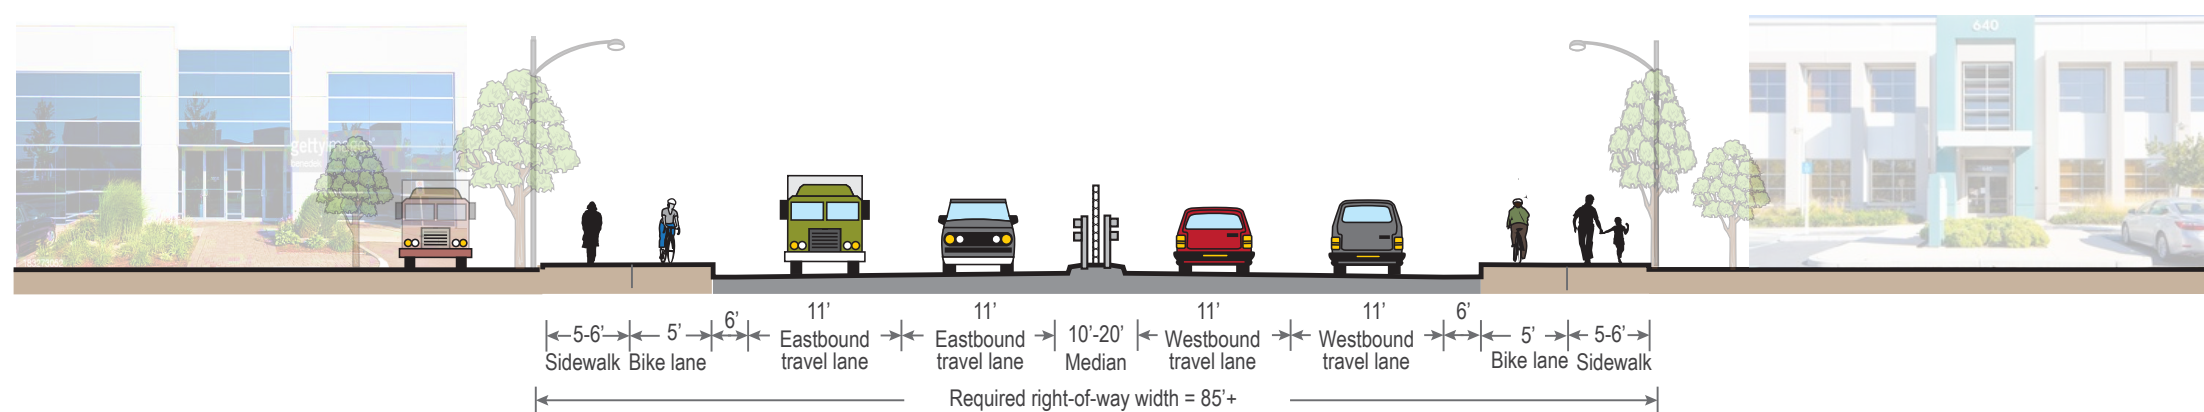 640
gettyimages
5-6’
Sidewalk
5’
Bike lane
6’
11’
Eastbound
travel lane
11’
Eastbound
travel lane
10’-20’
Median
11’
Westbound
travel lane
11’
Westbound
travel lane
6’
5’
Bike lane
5-6’
Sidewalk
Required right-of-way width = 85’+